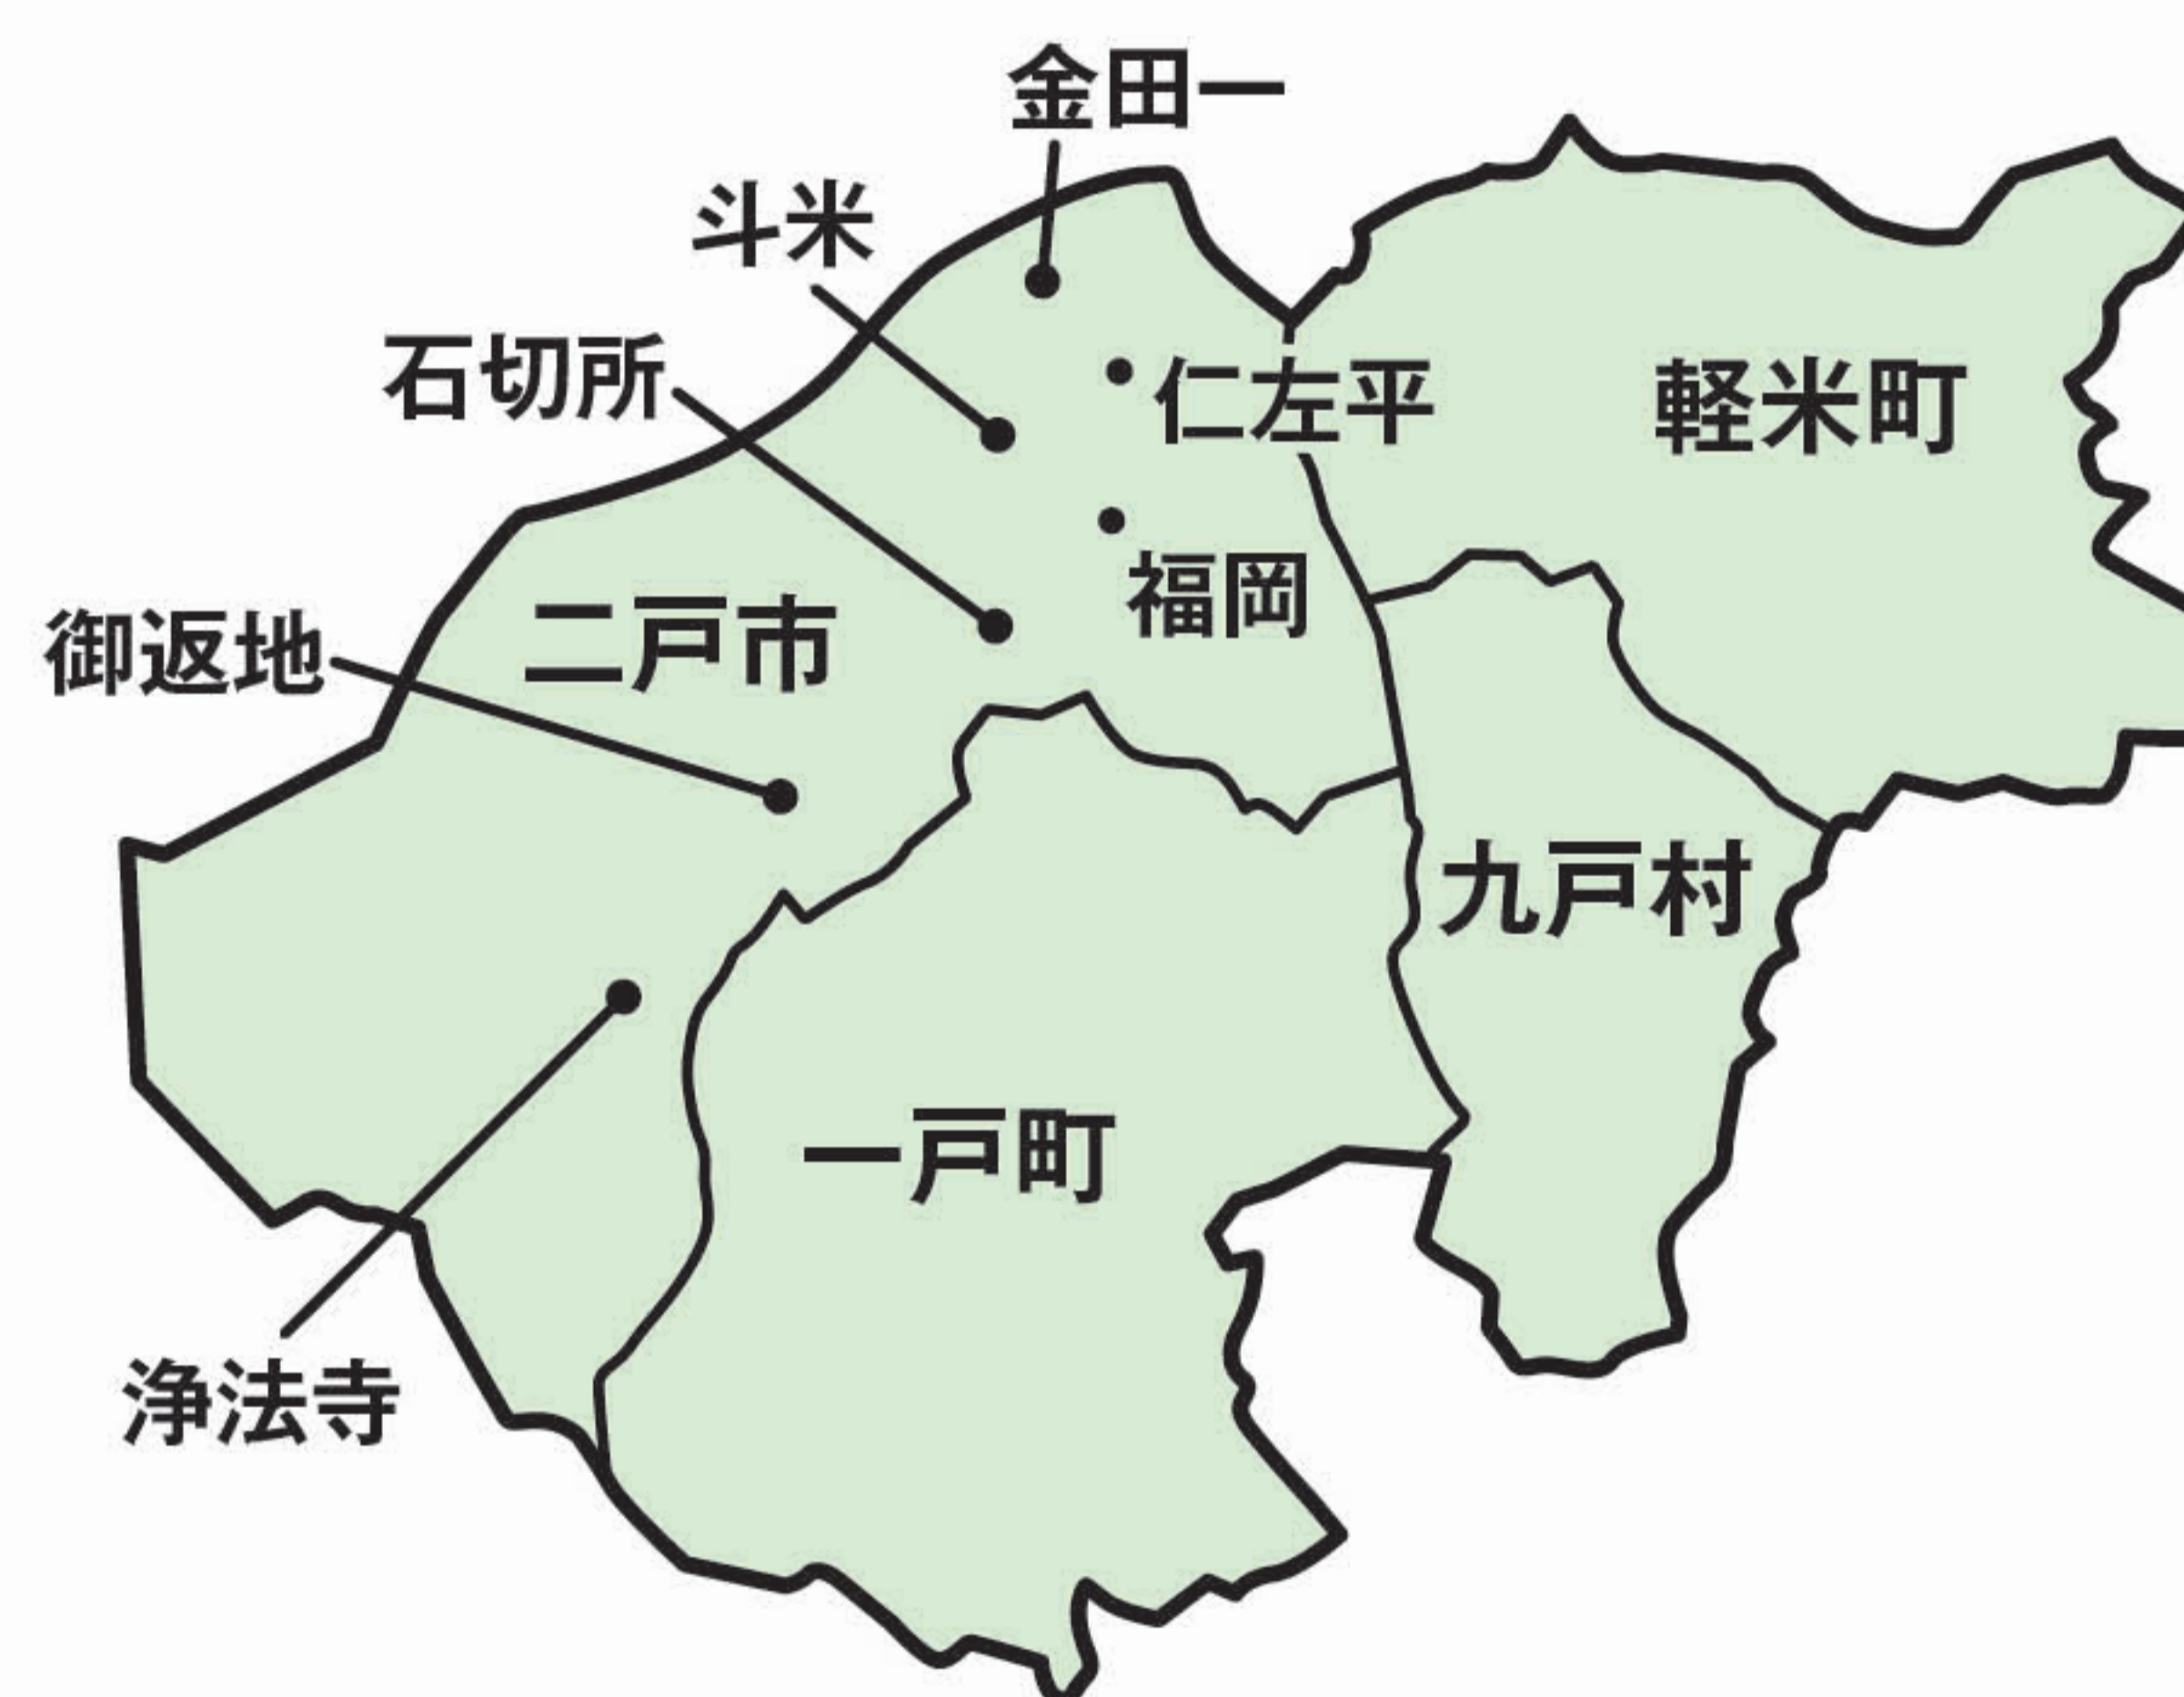 金田一
斗米
石切所
仁左平
軽米町
福岡
二戸市
御返地
九戸村
一戸町
浄法寺